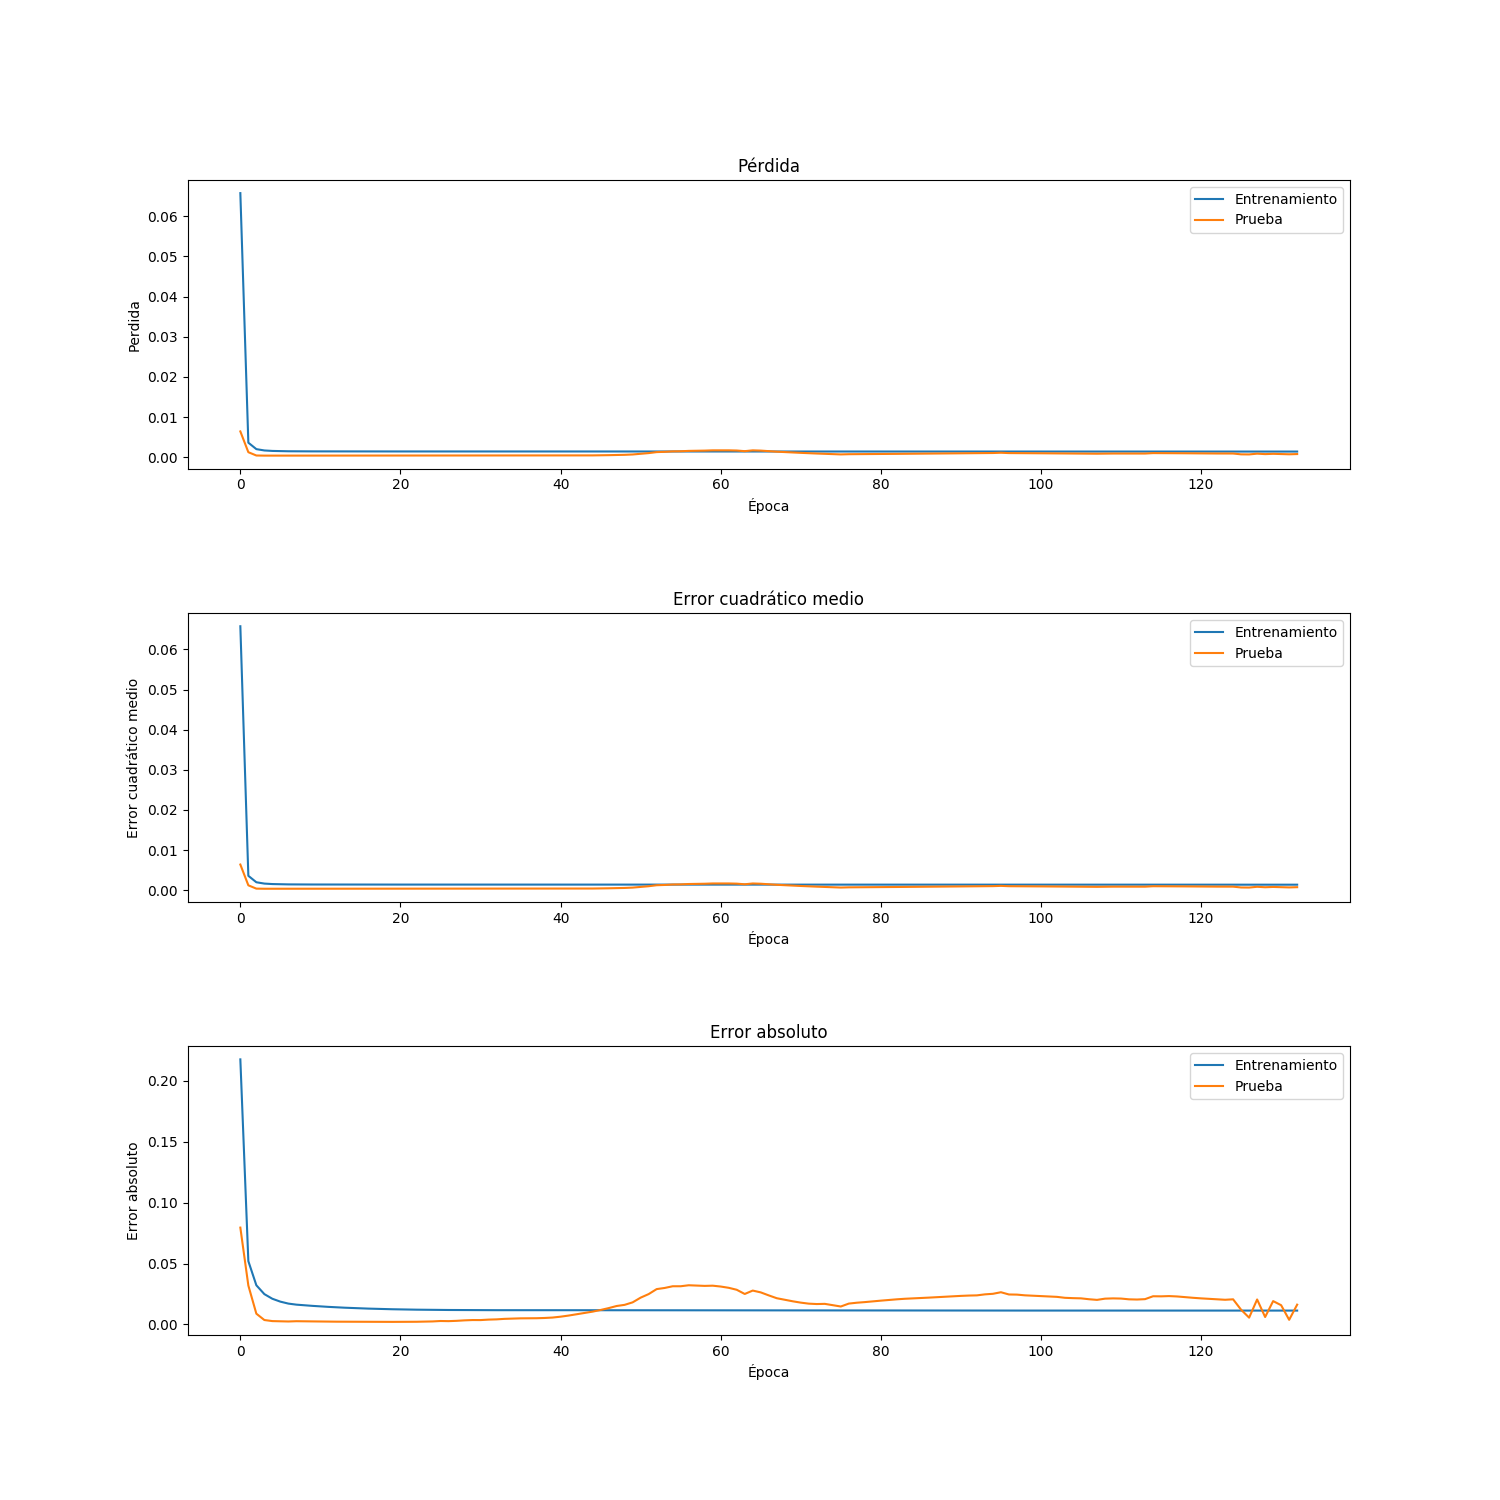 Pérdida
Entrenamiento
Prueba
Perdida
0.06
0.05
0.04
0.03
0.02
0.01
0.00
0 20 40 60 80 100 120
Época
Error cuadrático medio
Entrenamiento
Prueba
Error cuadrático medio
0.06
0.05
0.04
0.03
0.02
0.01
0.00
0 20 40 60 80 100 120
Época
Error absoluto
Entrenamiento
Prueba
Error absoluto
0.20
0.15
0.10
0.05
0.00
0 20 40 60 80 100 120
Época